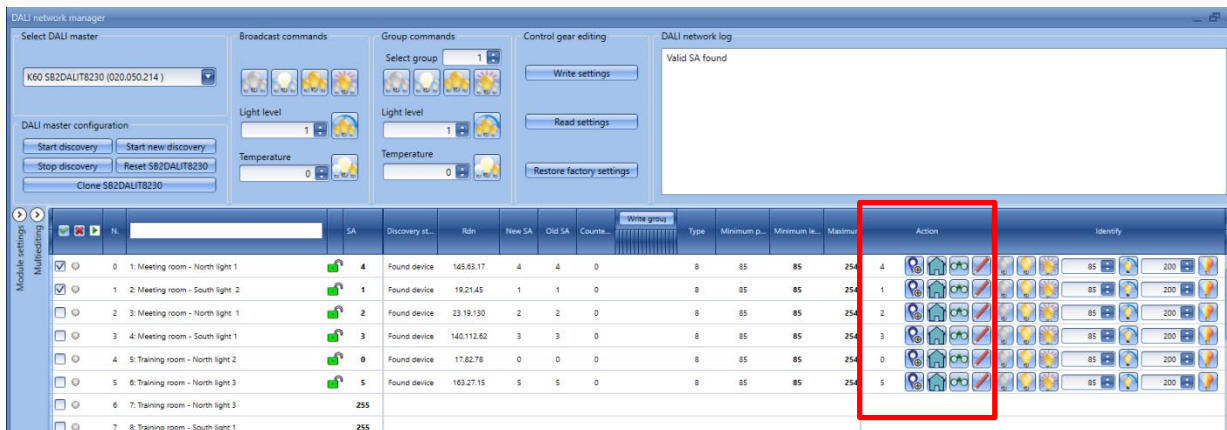 DALI network manager
Select DALI master
K60 SB2DALIT8230 (020.050.214 )
DALI master configuration
Start discovery Start new discovery
Stop discovery Reset SB2DALIT8230
Clone SB2DALIT8230
Broadcast commands
Light level
1
Temperature
0
Group commands
Select group 1
Light level
1
Temperature
0
Control gear editing
Write settings
Read settings
Restore factory settings
DALI network log
Valid SA found
Module settings
Multiediting
N. SA Discovery st... Rdn New SA Old SA Counte... Write group Type Minimum p... Minimum le... Maximum Action Identify
0 1: Meeting room - North light 1 4 Found device 145.63.17 4 4 0 8 85 85 254 4 85 200
1 2: Meeting room - South light 2 1 Found device 19.21.45 1 1 0 8 85 85 254 1 85 200
2 3: Meeting room - North light 1 2 Found device 23.19.130 2 2 0 8 85 85 254 2 85 200
3 4: Meeting room - South light 1 3 Found device 140.112.62 3 3 0 8 85 85 254 3 85 200
4 5: Training room - North light 2 0 Found device 17.82.78 0 0 0 8 85 85 254 0 85 200
5 6: Training room - North light 3 5 Found device 163.27.15 5 5 0 8 85 85 254 5 85 200
6 7: Training room - North light 3 255
7 8: Training room - South light 1 255